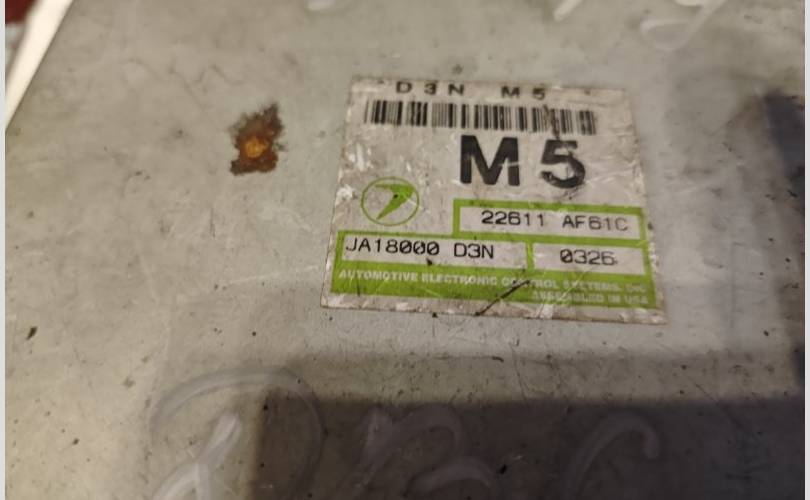 D3N M5
M5
22611 AF61C
JA18000 D3N 0326
AUTOMOTIVE ELECTRONIC CONTROL SYSTEMS, INC
ASSEMBLED IN USA